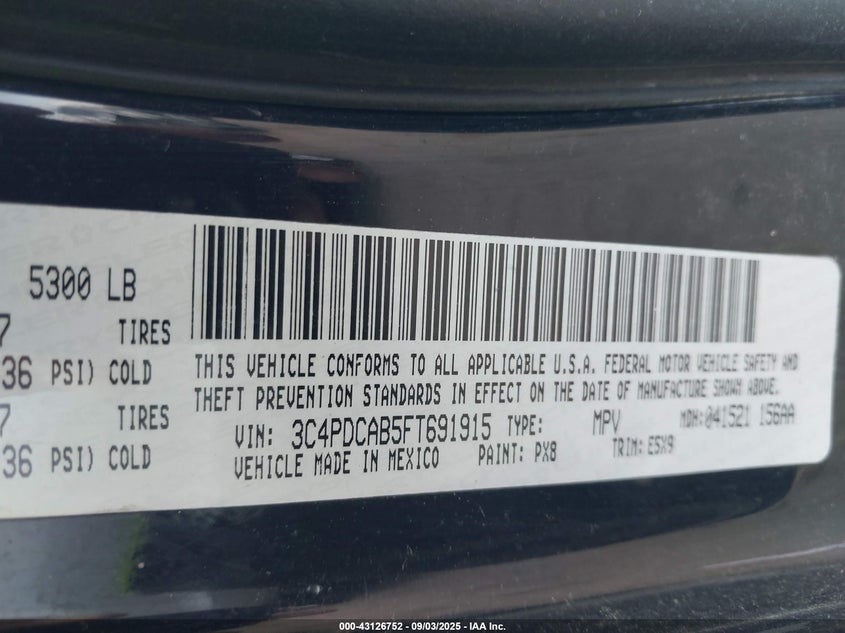 5300 LB
7 TIRES
36 PSI) COLD
7 TIRES
36 PSI) COLD
THIS VEHICLE CONFORMS TO ALL APPLICABLE U.S.A. FEDERAL MOTOR VEHICLE SAFETY AND
THEFT PREVENTION STANDARDS IN EFFECT ON THE DATE OF MANUFACTURE SHOWN ABOVE.
VIN: 3C4PDCAB5FT691915 TYPE: MPV MDH: 041521 156AA
VEHICLE MADE IN MEXICO PAINT: PX8 TRIM: E5X9
000-43126752 - 09/03/2025 - IAA Inc.